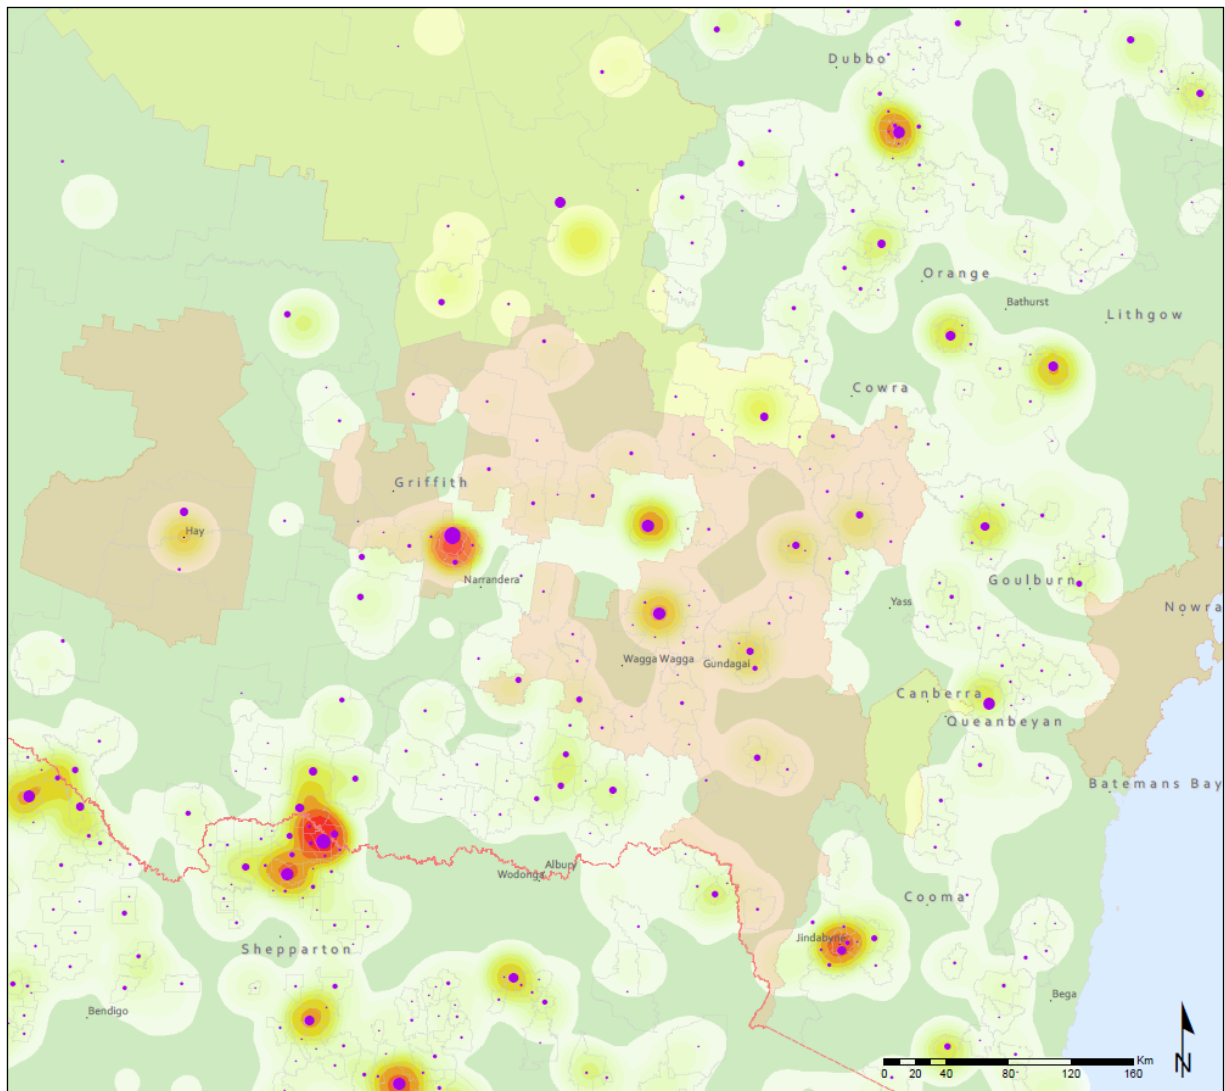 Dubbo
Orange
Bathurst
Lithgow
Cowra
Griffith
Hay
Narrandera
Goulburn
Yass
Nowra
Wagga Wagga
Gundagai
Canberra
Queanbeyan
Batemans Bay
Albury
Wodonga
Cooma
Jindabyne
Shepparton
Bega
Bendigo
N
Km
0 20 40 80 120 160